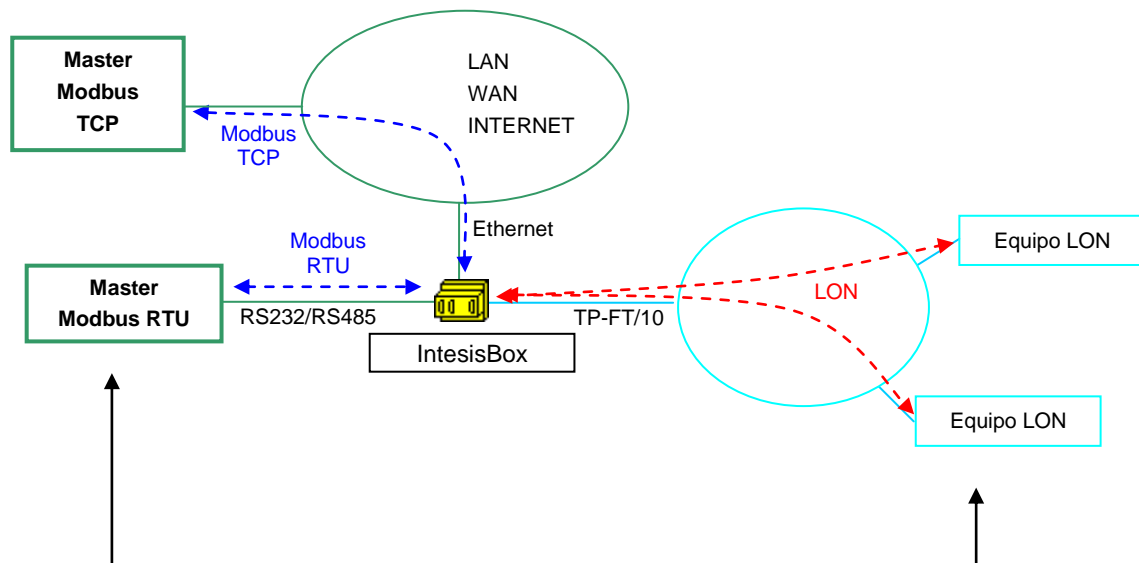 Master
Modbus
TCP
LAN
WAN
INTERNET
Modbus
TCP
Ethernet
Modbus
RTU
Master
Modbus RTU
RS232/RS485
IntesisBox
TP-FT/10
LON
Equipo LON
Equipo LON